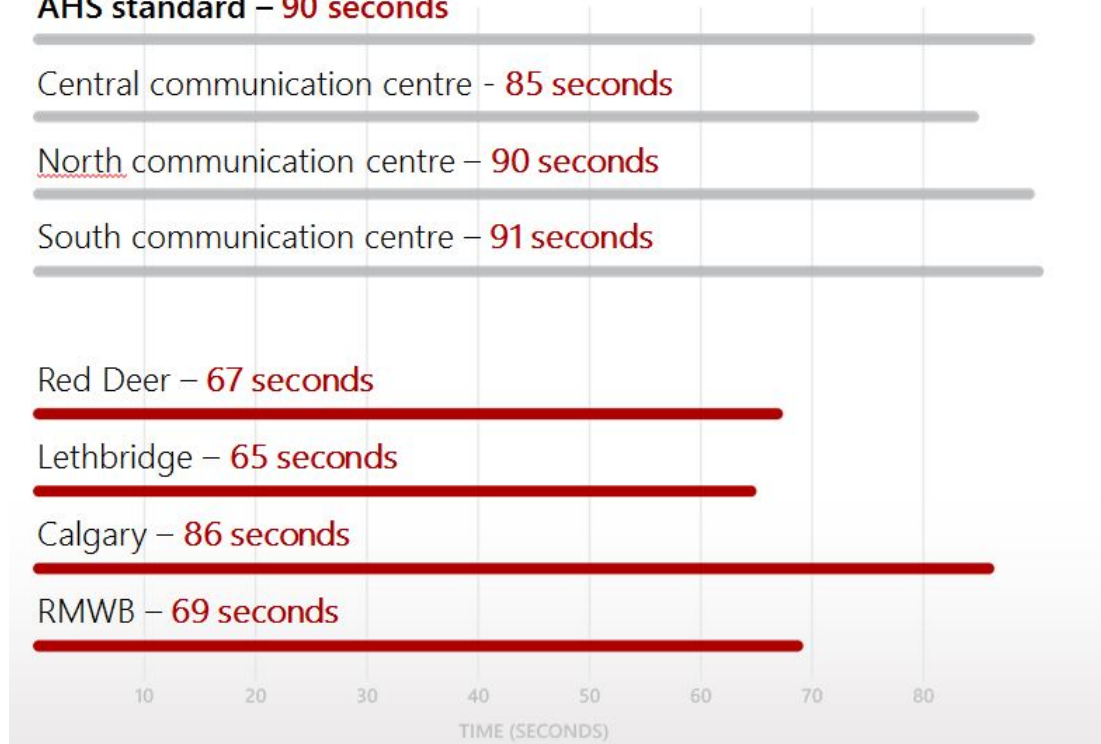 AHS standard – 90 seconds
Central communication centre - 85 seconds
North communication centre – 90 seconds
South communication centre – 91 seconds
Red Deer – 67 seconds
Lethbridge – 65 seconds
Calgary – 86 seconds
RMWB – 69 seconds
10 20 30 40 50 60 70 80
TIME (SECONDS)